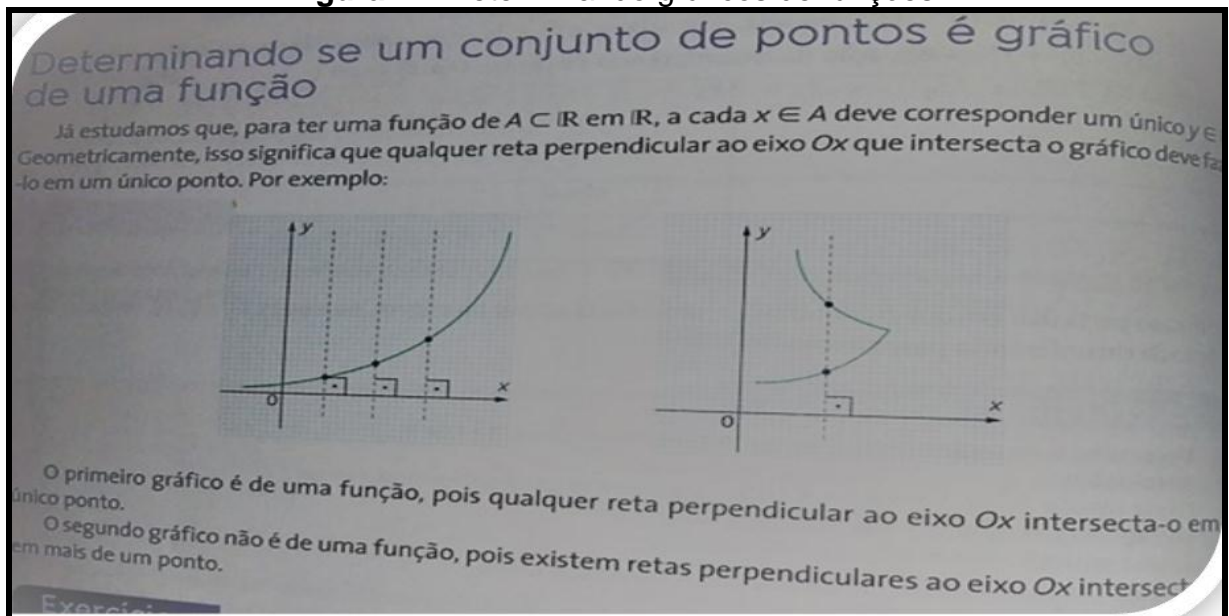 Determinando se um conjunto de pontos é gráfico
de uma função
Já estudamos que, para ter uma função de A ⊂ ℝ em ℝ, a cada x ∈ A deve corresponder um único y ∈
Geometricamente, isso significa que qualquer reta perpendicular ao eixo Ox que intersecta o gráfico deve
-lo em um único ponto. Por exemplo:
y
x
0
y
x
0
O primeiro gráfico é de uma função, pois qualquer reta perpendicular ao eixo Ox intersecta-o em
único ponto.
O segundo gráfico não é de uma função, pois existem retas perpendiculares ao eixo Ox
em mais de um ponto.